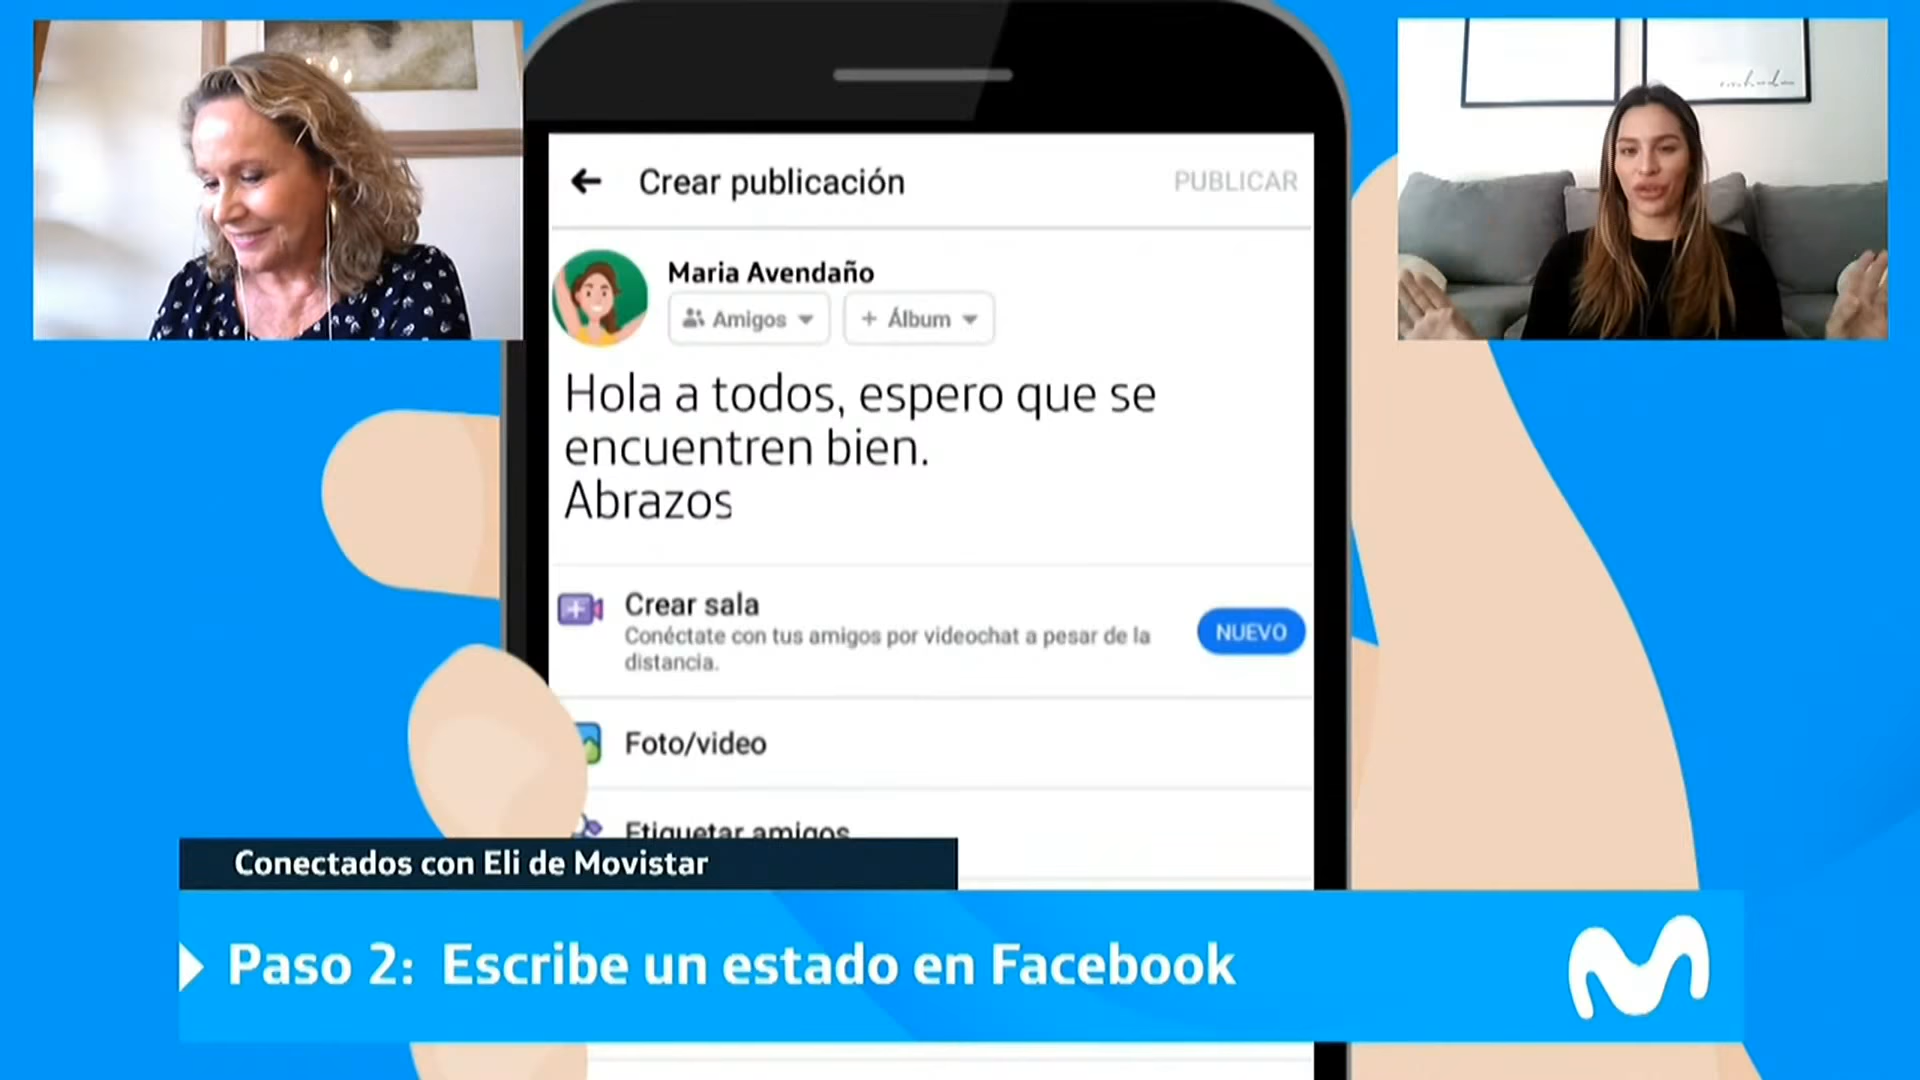 Crear publicación
PUBLICAR
Maria Avendaño
Amigos
+ Álbum
Hola a todos, espero que se
encuentren bien.
Abrazos
Crear sala
Conéctate con tus amigos por videochat a pesar de la
distancia.
NUEVO
Foto/video
Etiquetar amigos
Conectados con Eli de Movistar
Paso 2: Escribe un estado en Facebook